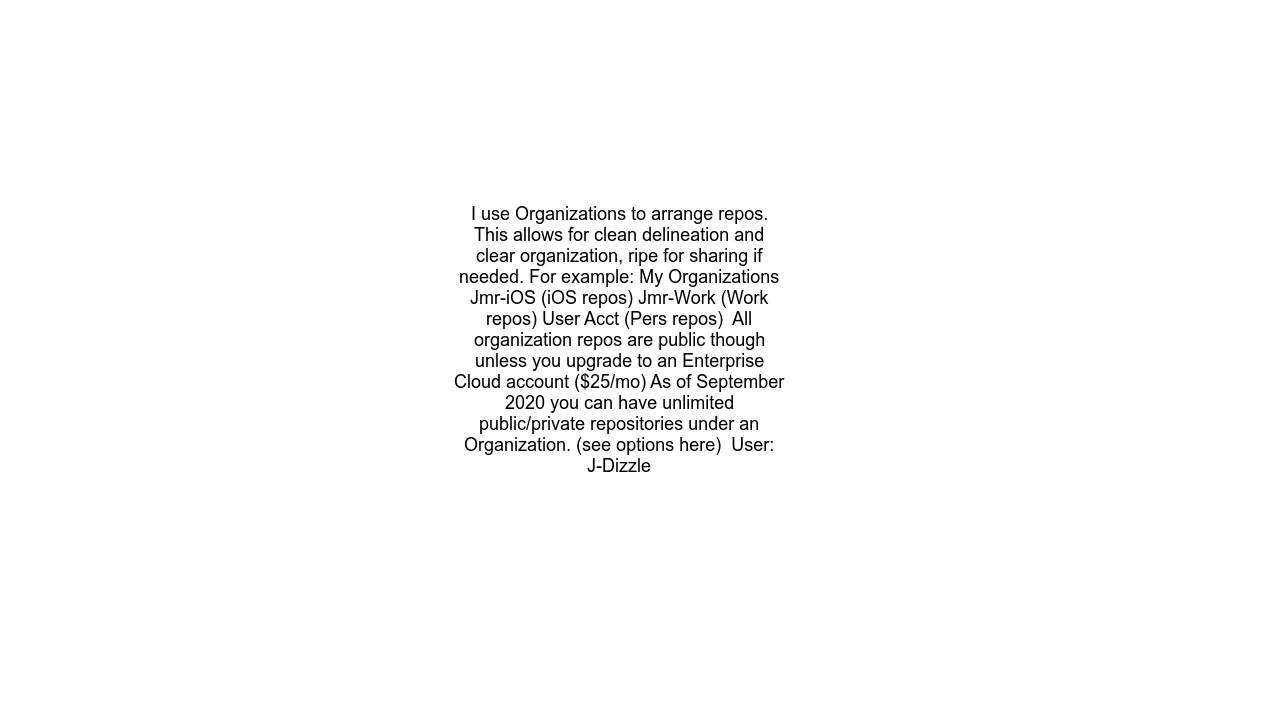 I use Organizations to arrange repos.
This allows for clean delineation and
clear organization, ripe for sharing if
needed. For example: My Organizations
Jmr-iOS (iOS repos) Jmr-Work (Work
repos) User Acct (Pers repos)  All
organization repos are public though
unless you upgrade to an Enterprise
Cloud account ($25/mo) As of September
2020 you can have unlimited
public/private repositories under an
Organization. (see options here)  User:
J-Dizzle